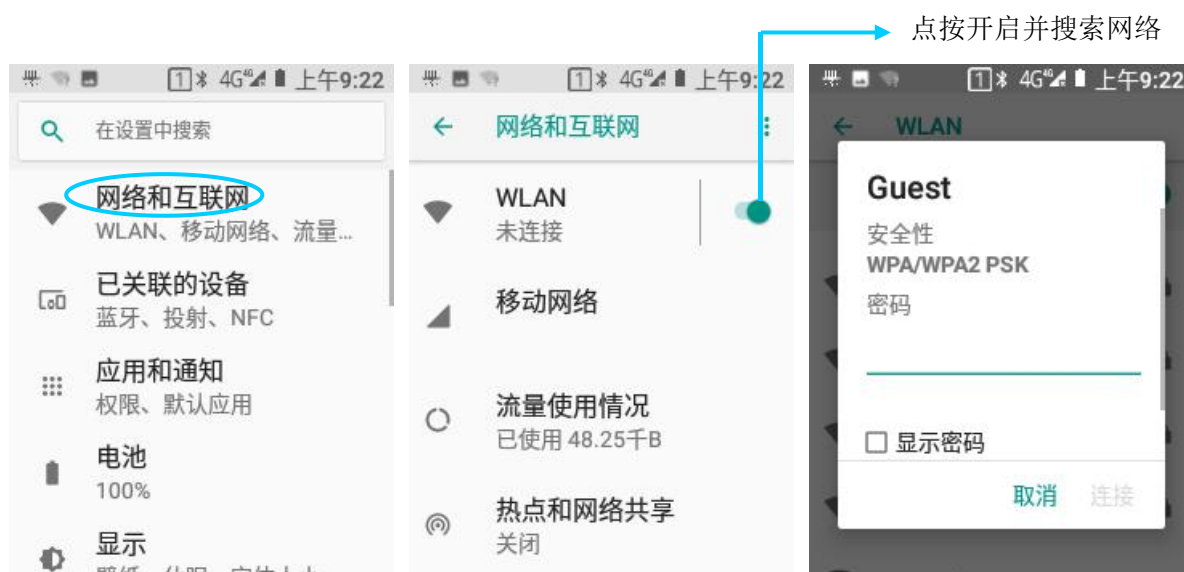 点按开启并搜索网络
1 4G 4G 上午9:22
在设置中搜索
网络和互联网
WLAN、移动网络、流量...
已关联的设备
蓝牙、投射、NFC
应用和通知
权限、默认应用
电池
100%
显示
1 4G 4G 上午9:22
网络和互联网
WLAN
未连接
移动网络
流量使用情况
已使用 48.25千B
热点和网络共享
关闭
1 4G 4G 上午9:22
WLAN
Guest
安全性
WPA/WPA2 PSK
密码
显示密码
取消 连接